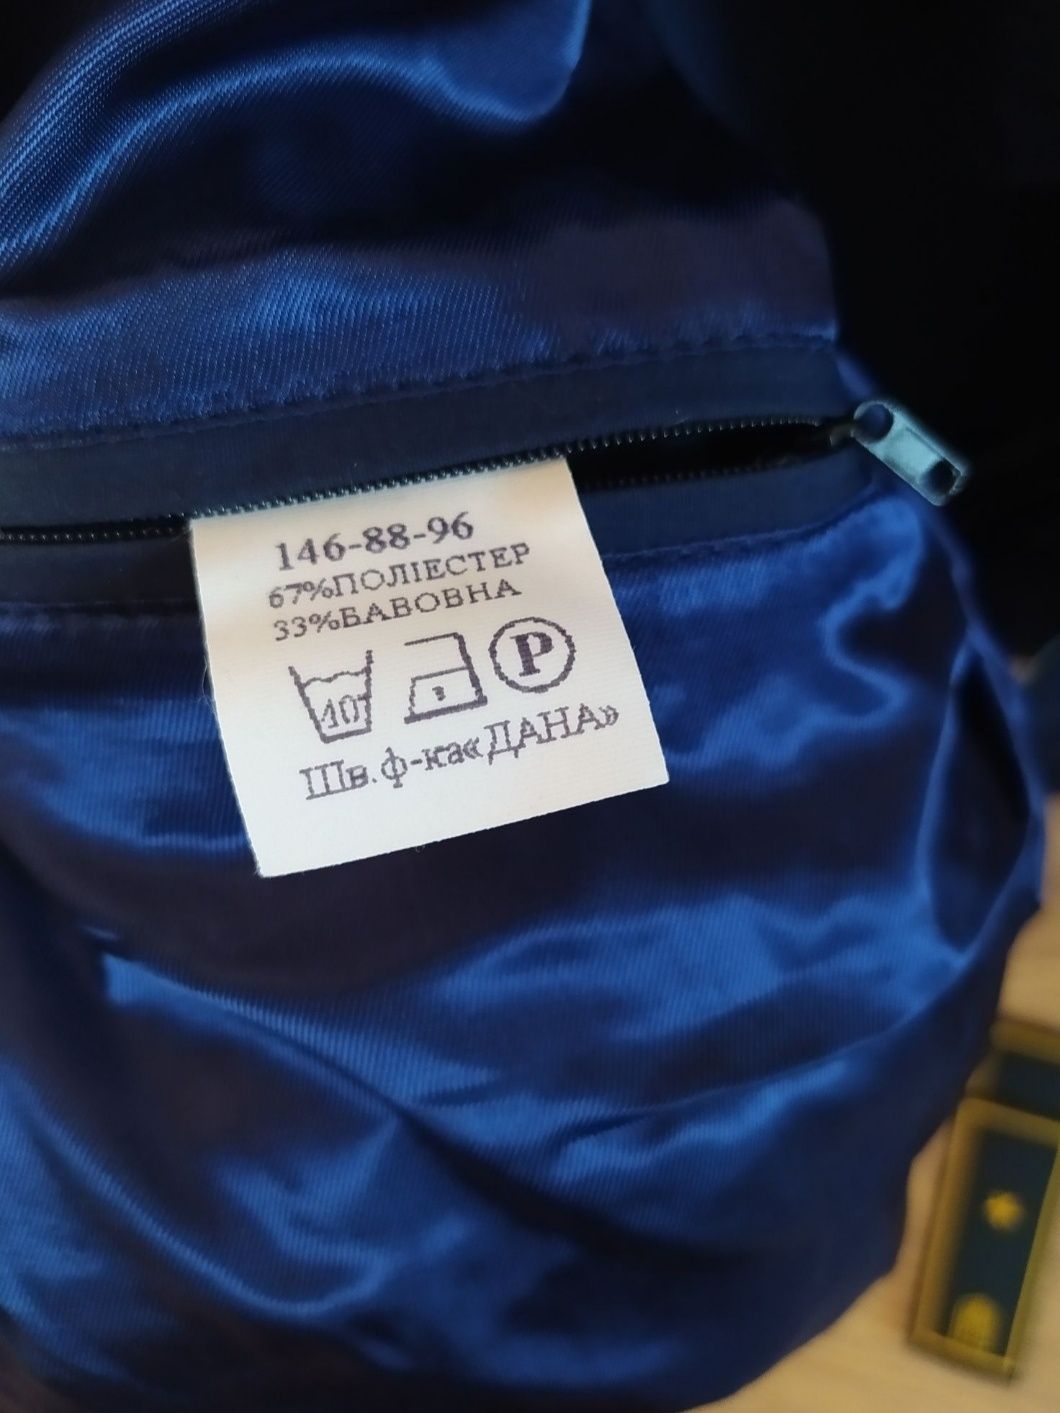 146-88-96
67%ПОЛІЕСТЕР
33%БАВОВНА
40 P
Шв.ф-ка«ДАНА»